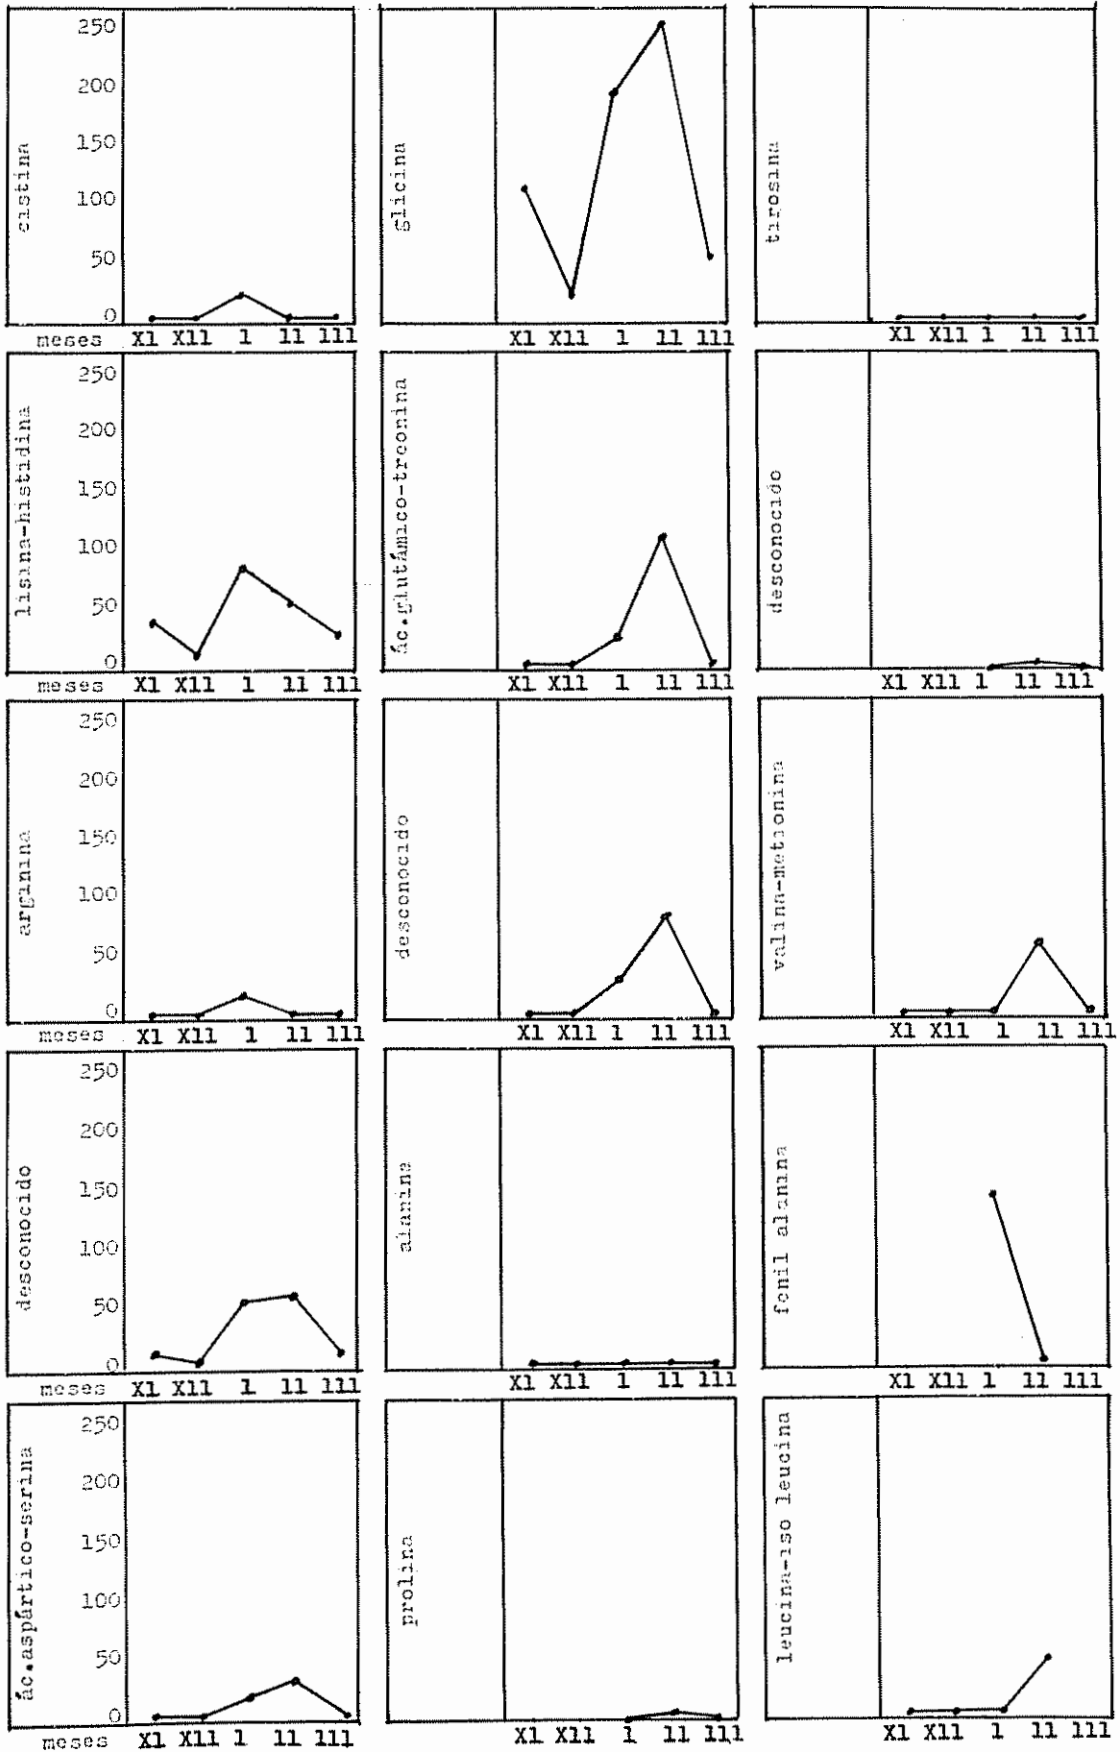 250
200
150
100
50
0
cistina
glicina
tirosina
meses X1 X11 1 11 111 X1 X11 1 11 111 X1 X11 1 11 111
250
200
150
100
50
0
lisina-histidina
ác.glutámico-treonina
desconocido
meses X1 X11 1 11 111 X1 X11 1 11 111 X1 X11 1 11 111
250
200
150
100
50
0
arginina
desconocido
valina-metionina
meses X1 X11 1 11 111 X1 X11 1 11 111 X1 X11 1 11 111
250
200
150
100
50
0
desconocido
alanina
fenil alanina
meses X1 X11 1 11 111 X1 X11 1 11 111 X1 X11 1 11 111
250
200
150
100
50
0
ác.aspártico-serina
prolina
leucina-iso leucina
meses X1 X11 1 11 111 X1 X11 1 11 111 X1 X11 1 11 111